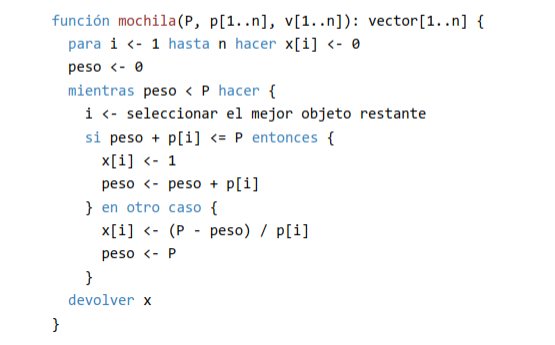 función mochila(P, p[1..n], v[1..n]): vector[1..n] {
  para i <- 1 hasta n hacer x[i] <- 0
  peso <- 0
  mientras peso < P hacer {
    i <- seleccionar el mejor objeto restante
    si peso + p[i] <= P entonces {
      x[i] <- 1
      peso <- peso + p[i]
    } en otro caso {
      x[i] <- (P - peso) / p[i]
      peso <- P
    }
  devolver x
}